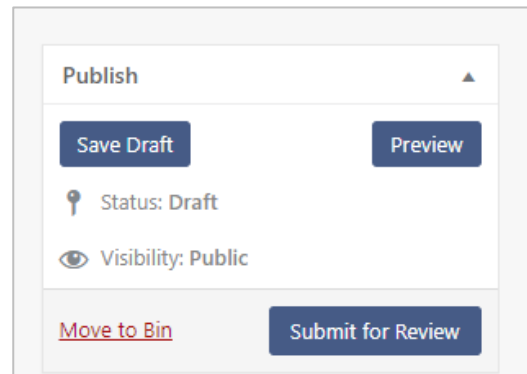 Publish
Save Draft Preview
Status: Draft
Visibility: Public
Move to Bin Submit for Review